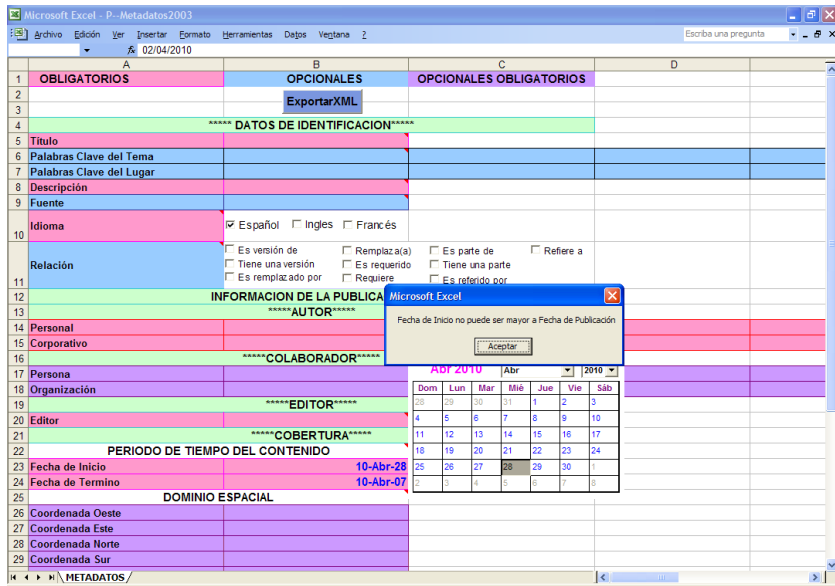 Microsoft Excel - P--Metadatos2003
Archivo Edición Ver Insertar Formato Herramientas Datos Ventana ? Escriba una pregunta
fx 02/04/2010
A B C D
1 OBLIGATORIOS OPCIONALES OPCIONALES OBLIGATORIOS
2
ExportarXML
3
4 ***** DATOS DE IDENTIFICACION*****
5 Título
6 Palabras Clave del Tema
7 Palabras Clave del Lugar
8 Descripción
9 Fuente
10 Idioma Español Ingles Francés
Es versión de Remplaza(a) Es parte de Refiere a
11 Relación Tiene una versión Es requerido Tiene una parte
Es remplazado por Requiere Es referido por
12 INFORMACION DE LA PUBLICA
Microsoft Excel
Fecha de Inicio no puede ser mayor a Fecha de Publicación
Aceptar
13 *****AUTOR*****
14 Personal
15 Corporativo
16 *****COLABORADOR*****
17 Persona
18 Organización
19 *****EDITOR*****
20 Editor
21 *****COBERTURA*****
22 PERIODO DE TIEMPO DEL CONTENIDO
23 Fecha de Inicio 10-Abr-28
24 Fecha de Termino 10-Abr-07
25 DOMINIO ESPACIAL
26 Coordenada Oeste
27 Coordenada Este
28 Coordenada Norte
29 Coordenada Sur
Abr 2010 Abr 2010
Dom Lun Mar Mié Jue Vie Sáb
28 29 30 31 1 2 3
4 5 6 7 8 9 10
11 12 13 14 15 16 17
18 19 20 21 22 23 24
25 26 27 28 29 30 1
2 3 4 5 6 7 8
METADATOS